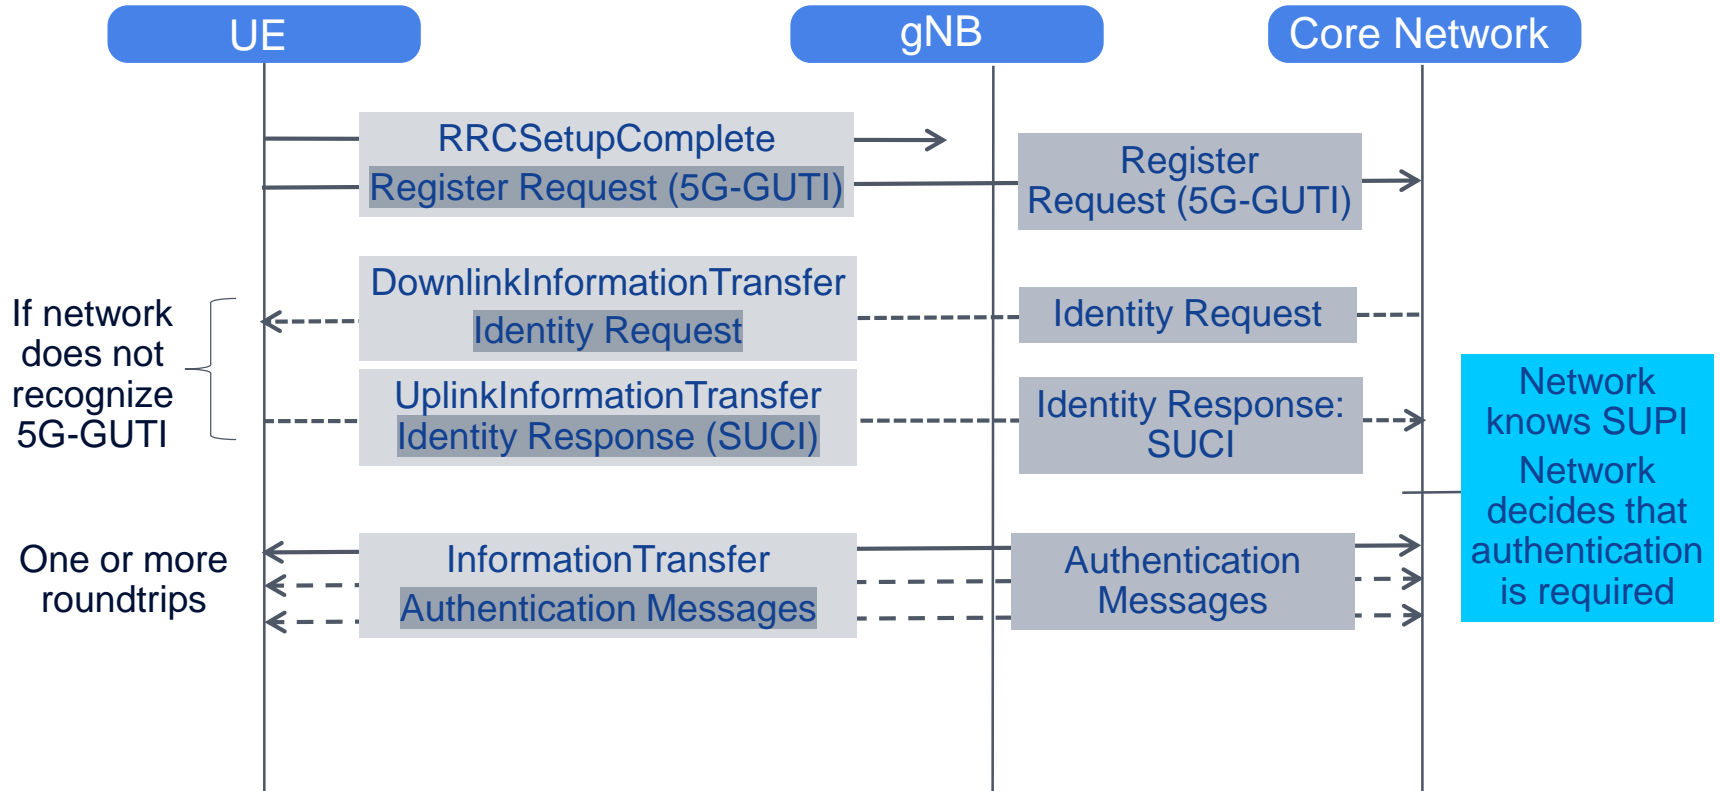 UE
gNB
Core Network
RRCSetupComplete
Register Request (5G-GUTI)
Register
Request (5G-GUTI)
If network
does not
recognize
5G-GUTI
DownlinkInformationTransfer
Identity Request
Identity Request
UplinkInformationTransfer
Identity Response (SUCI)
Identity Response:
SUCI
Network
knows SUPI
Network
decides that
authentication
is required
One or more
roundtrips
InformationTransfer
Authentication Messages
Authentication
Messages